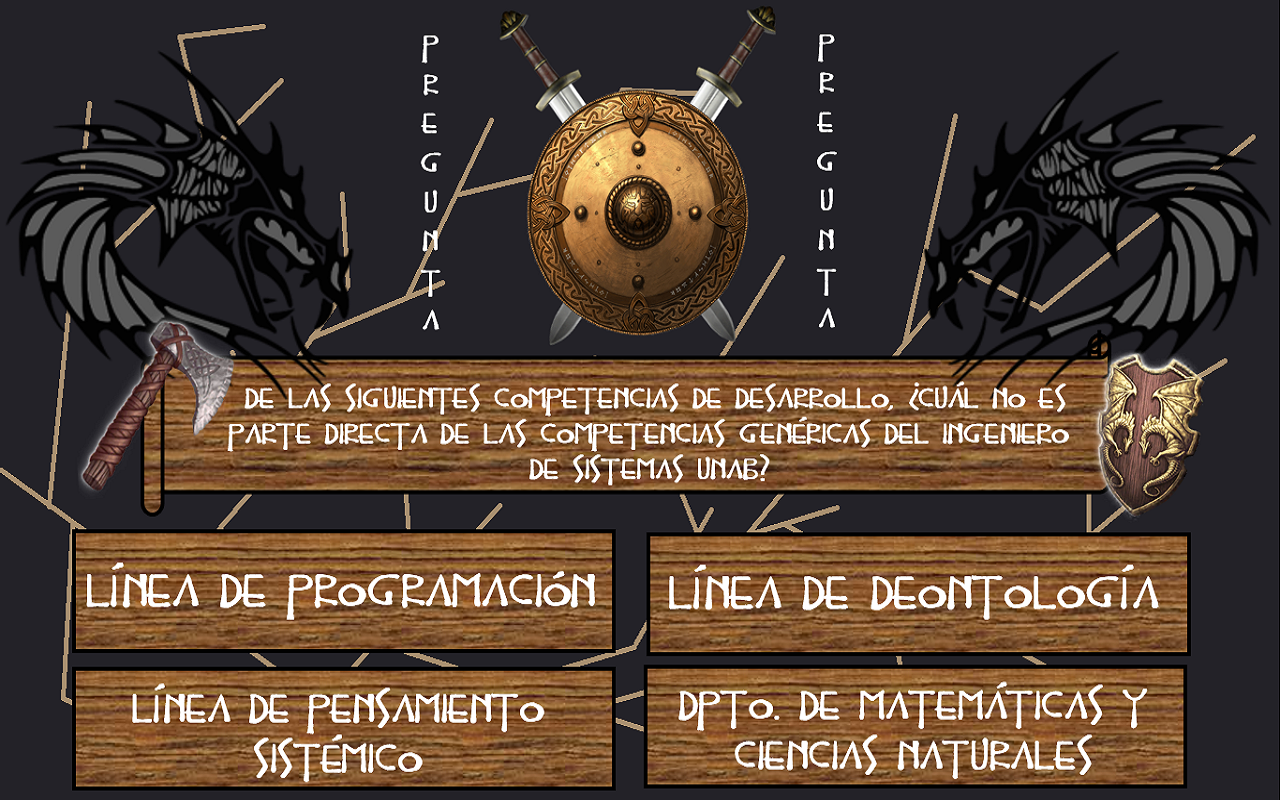 PREGUNTA
PREGUNTA
DE LAS SIGUIENTES COMPETENCIAS DE DESARROLLO, ¿CUÁL NO ES
PARTE DIRECTA DE LAS COMPETENCIAS GENÉRICAS DEL INGENIERO
DE SISTEMAS UNAB?
LÍNEA DE PROGRAMACIÓN
LÍNEA DE DEONTOLOGÍA
LÍNEA DE PENSAMIENTO
SISTÉMICO
DPTO. DE MATEMÁTICAS Y
CIENCIAS NATURALES